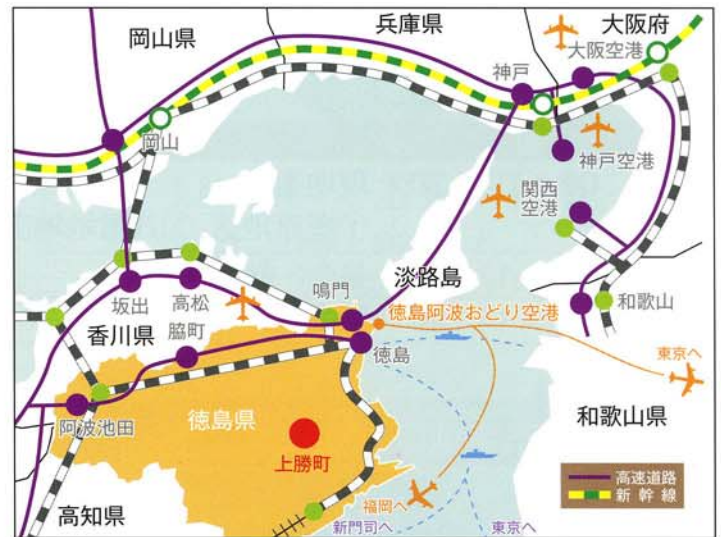 兵庫県
大阪府
岡山県
大阪空港
神戸
岡山
神戸空港
関西
空港
淡路島
坂出
高松
鳴門
和歌山
香川県
脇町
徳島阿波おどり空港
徳島
東京へ
阿波池田
徳島県
和歌山県
上勝町
高速道路
新幹線
福岡へ
高知県
新門司へ
東京へ